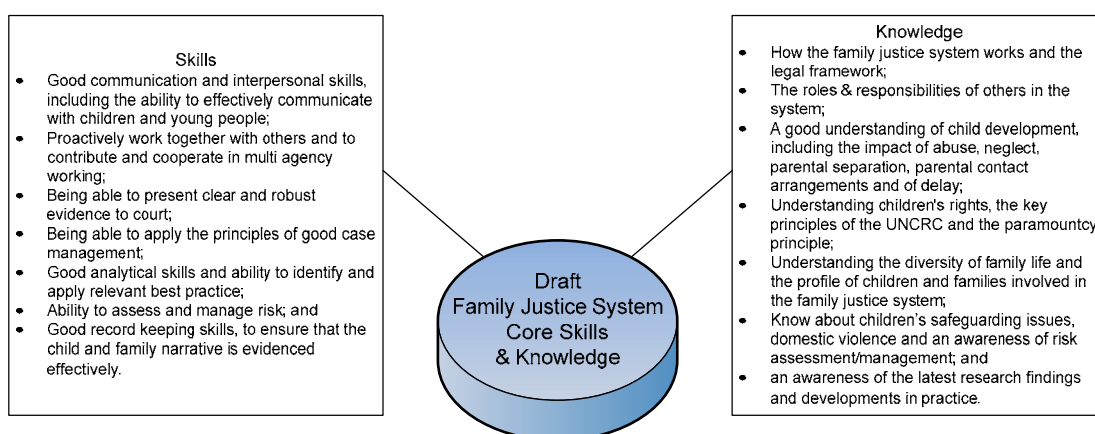 Skills
• Good communication and interpersonal skills,
including the ability to effectively communicate
with children and young people;
• Proactively work together with others and to
contribute and cooperate in multi agency
working;
• Being able to present clear and robust
evidence to court;
• Being able to apply the principles of good case
management;
• Good analytical skills and ability to identify and
apply relevant best practice;
• Ability to assess and manage risk; and
• Good record keeping skills, to ensure that the
child and family narrative is evidenced
effectively.
Knowledge
• How the family justice system works and the
legal framework;
• The roles & responsibilities of others in the
system;
• A good understanding of child development,
including the impact of abuse, neglect,
parental separation, parental contact
arrangements and of delay;
• Understanding children's rights, the key
principles of the UNCRC and the paramountcy
principle;
• Understanding the diversity of family life and
the profile of children and families involved in
the family justice system;
• Know about children's safeguarding issues,
domestic violence and an awareness of risk
assessment/management; and
• an awareness of the latest research findings
and developments in practice.
Draft
Family Justice System
Core Skills
& Knowledge